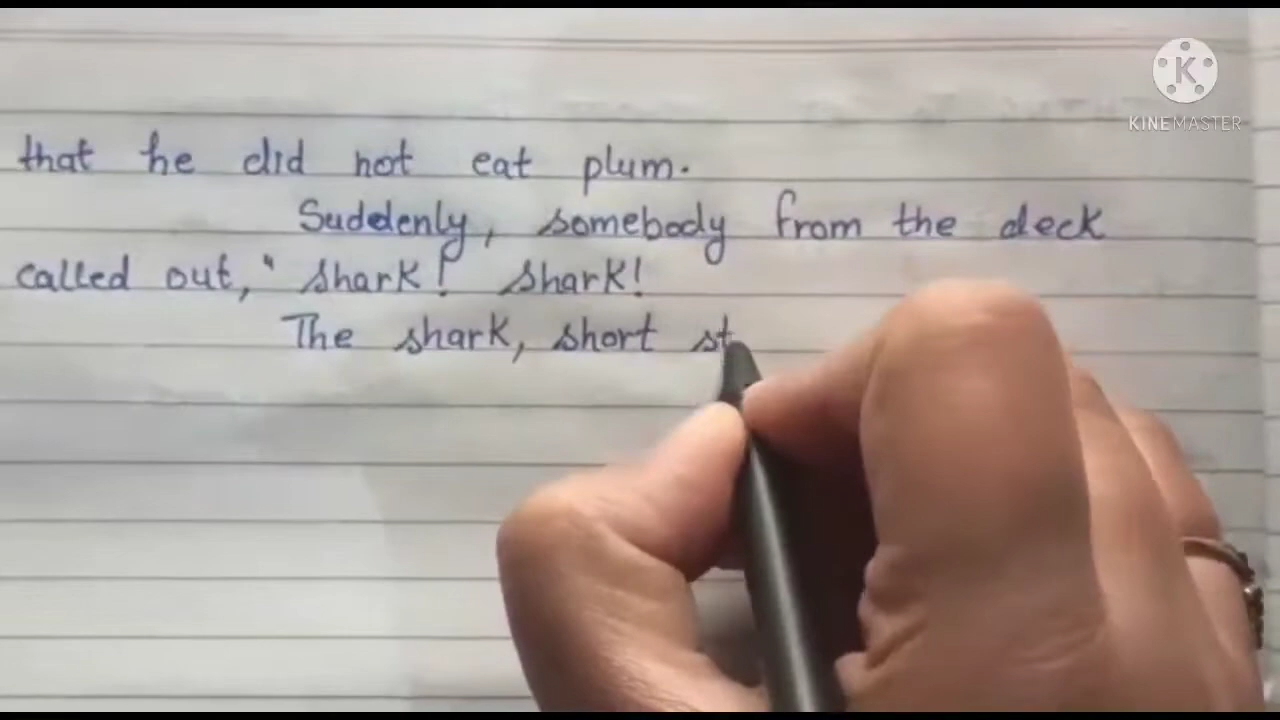 K
KINEMASTER
that he did not eat plum.
Suddenly, somebody from the deck
called out, " shark! shark!
The shark, short st